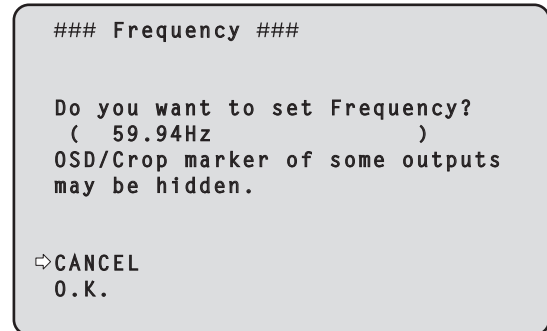 ### Frequency ###
Do you want to set Frequency?
( 59.94Hz )
OSD/Crop marker of some outputs
may be hidden.
⇨CANCEL
O.K.